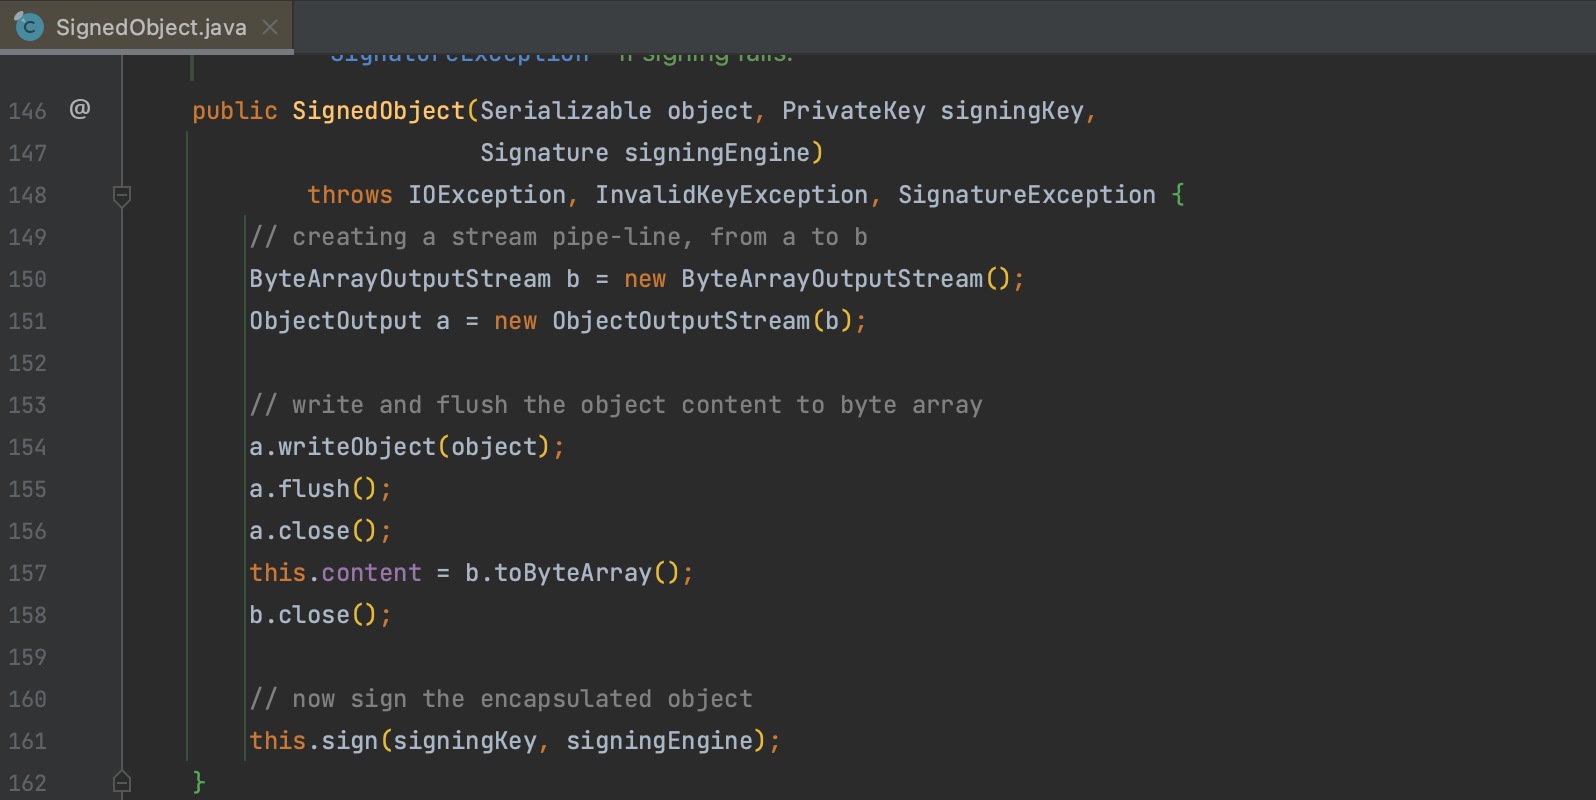 SignedObject.java
SignatureException if signing fails.
146 @ public SignedObject(Serializable object, PrivateKey signingKey,
147 Signature signingEngine)
148 throws IOException, InvalidKeyException, SignatureException {
149 // creating a stream pipe-line, from a to b
150 ByteArrayOutputStream b = new ByteArrayOutputStream();
151 ObjectOutput a = new ObjectOutputStream(b);
152
153 // write and flush the object content to byte array
154 a.writeObject(object);
155 a.flush();
156 a.close();
157 this.content = b.toByteArray();
158 b.close();
159
160 // now sign the encapsulated object
161 this.sign(signingKey, signingEngine);
162 }